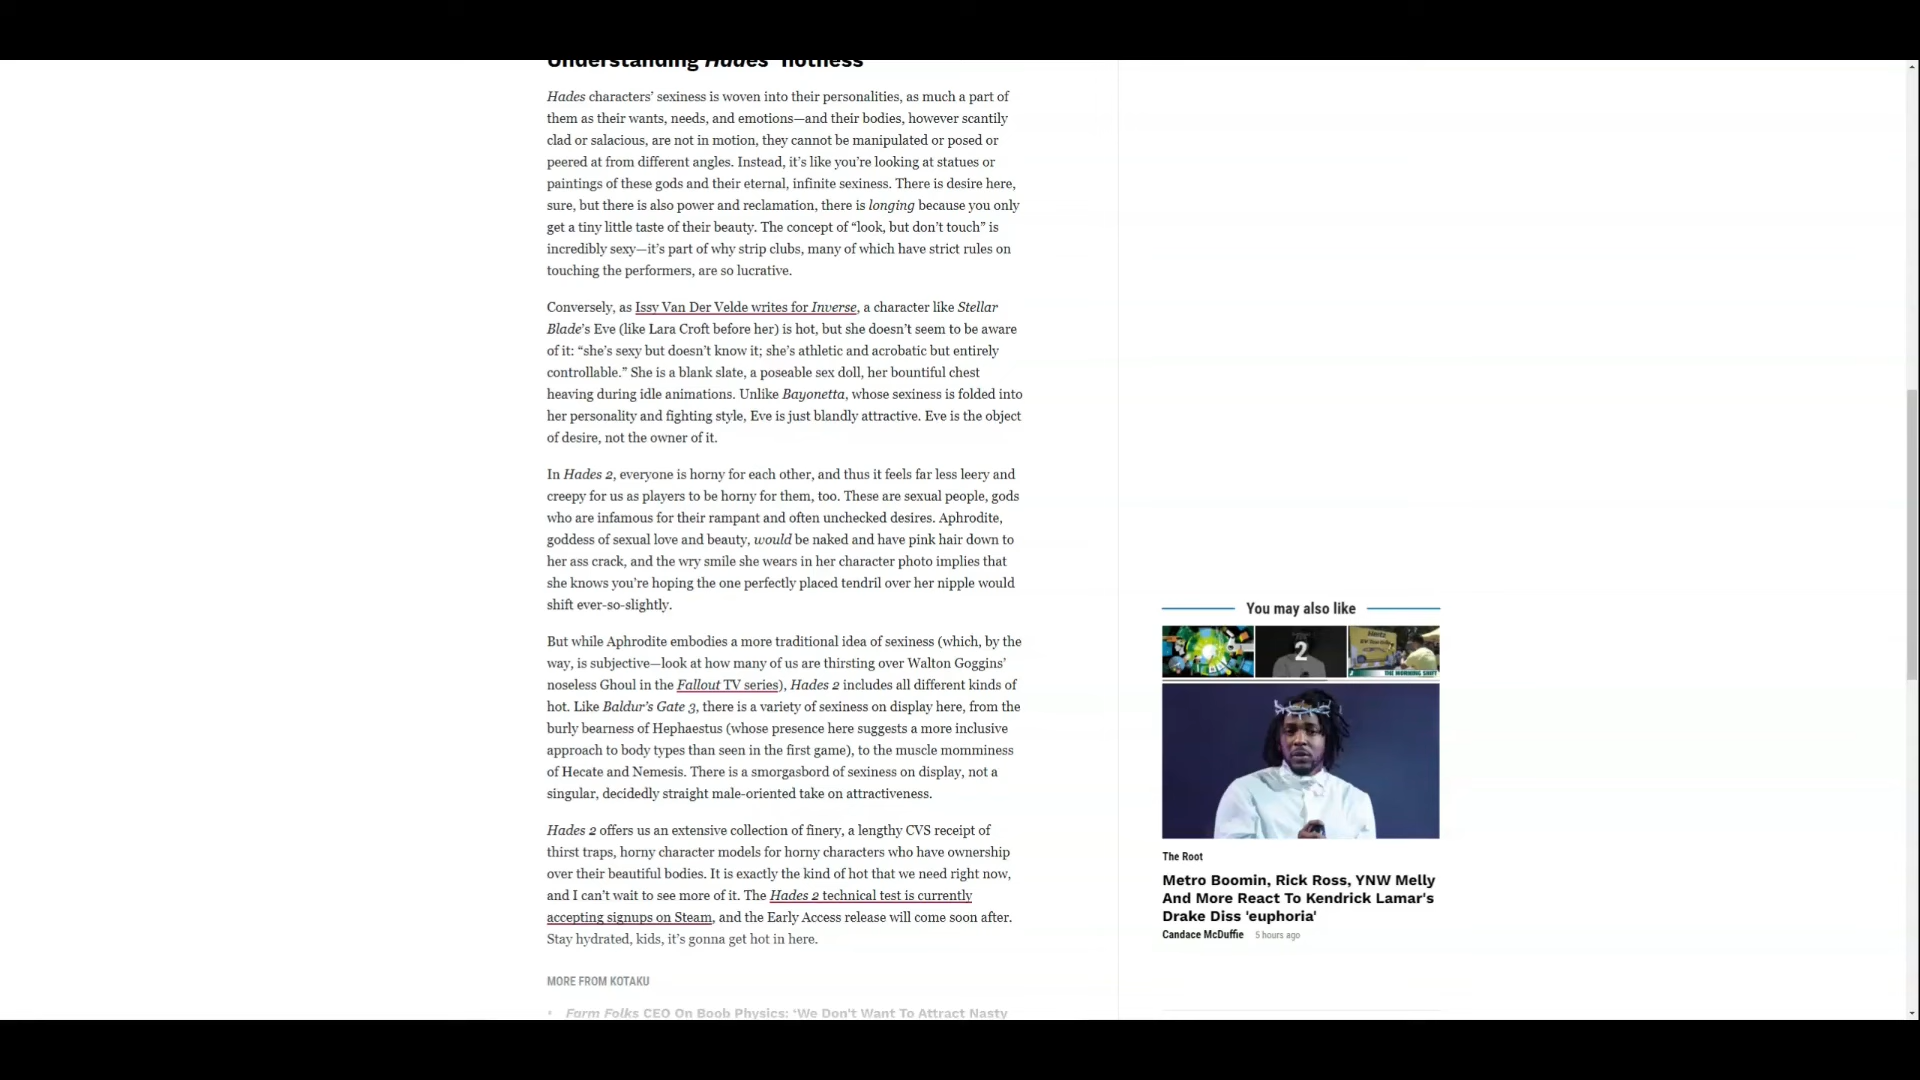 Understanding Hades' hotness
Hades characters’ sexiness is woven into their personalities, as much a part of
them as their wants, needs, and emotions—and their bodies, however scantily
clad or salacious, are not in motion, they cannot be manipulated or posed or
peered at from different angles. Instead, it’s like you’re looking at statues or
paintings of these gods and their eternal, infinite sexiness. There is desire here,
sure, but there is also power and reclamation, there is longing because you only
get a tiny little taste of their beauty. The concept of “look, but don’t touch” is
incredibly sexy—it’s part of why strip clubs, many of which have strict rules on
touching the performers, are so lucrative.
Conversely, as Issy Van Der Velde writes for Inverse, a character like Stellar
Blade’s Eve (like Lara Croft before her) is hot, but she doesn’t seem to be aware
of it: “she’s sexy but doesn’t know it; she’s athletic and acrobatic but entirely
controllable.” She is a blank slate, a poseable sex doll, her bountiful chest
heaving during idle animations. Unlike Bayonetta, whose sexiness is folded into
her personality and fighting style, Eve is just blandly attractive. Eve is the object
of desire, not the owner of it.
In Hades 2, everyone is horny for each other, and thus it feels far less leery and
creepy for us as players to be horny for them, too. These are sexual people, gods
who are infamous for their rampant and often unchecked desires. Aphrodite,
goddess of sexual love and beauty, would be naked and have pink hair down to
her ass crack, and the wry smile she wears in her character photo implies that
she knows you’re hoping the one perfectly placed tendril over her nipple would
shift ever-so-slightly.
But while Aphrodite embodies a more traditional idea of sexiness (which, by the
way, is subjective—look at how many of us are thirsting over Walton Goggins’
noseless Ghoul in the Fallout TV series), Hades 2 includes all different kinds of
hot. Like Baldur’s Gate 3, there is a variety of sexiness on display here, from the
burly bearness of Hephaestus (whose presence here suggests a more inclusive
approach to body types than seen in the first game), to the muscle momminess
of Hecate and Nemesis. There is a smorgasbord of sexiness on display, not a
singular, decidedly straight male-oriented take on attractiveness.
Hades 2 offers us an extensive collection of finery, a lengthy CVS receipt of
thirst traps, horny character models for horny characters who have ownership
over their beautiful bodies. It is exactly the kind of hot that we need right now,
and I can’t wait to see more of it. The Hades 2 technical test is currently
accepting signups on Steam, and the Early Access release will come soon after.
Stay hydrated, kids, it’s gonna get hot in here.
MORE FROM KOTAKU
Farm Folks CEO On Boob Physics: ‘We Don't Want To Attract Nasty
You may also like
2
Hertz
THE MORNING SHIFT
The Root
Metro Boomin, Rick Ross, YNW Melly
And More React To Kendrick Lamar's
Drake Diss 'euphoria'
Candace McDuffie 5 hours ago